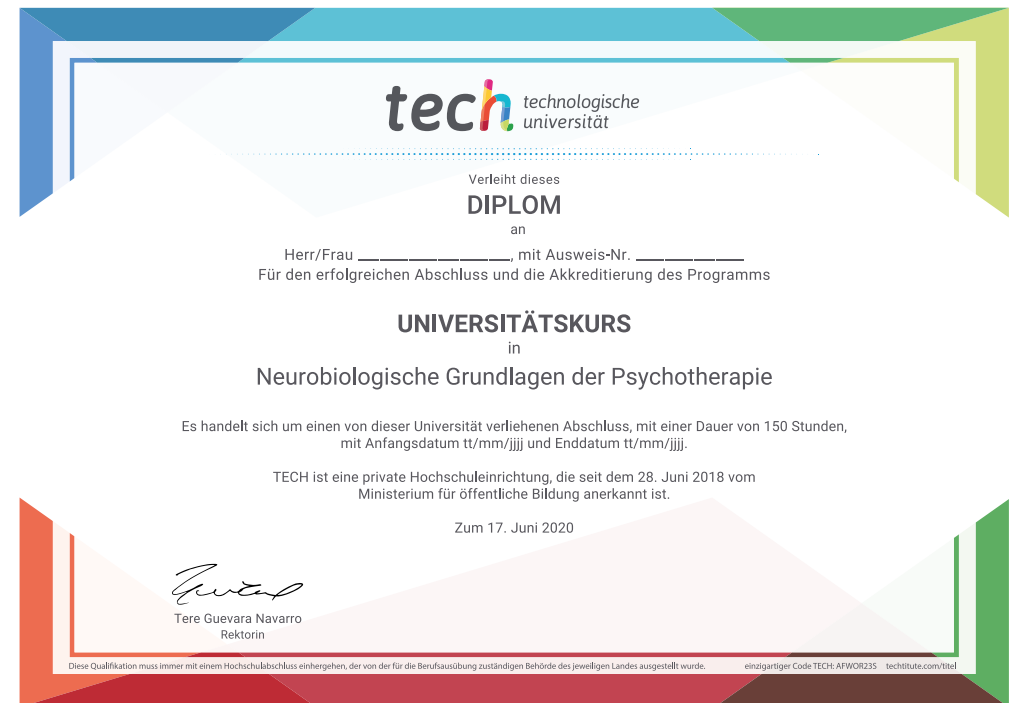 tech technologische
universität
Verleiht dieses
DIPLOM
an
Herr/Frau ________________, mit Ausweis-Nr. ____________
Für den erfolgreichen Abschluss und die Akkreditierung des Programms
UNIVERSITÄTSKURS
in
Neurobiologische Grundlagen der Psychotherapie
Es handelt sich um einen von dieser Universität verliehenen Abschluss, mit einer Dauer von 150 Stunden,
mit Anfangsdatum tt/mm/jjjj und Enddatum tt/mm/jjjj.
TECH ist eine private Hochschuleinrichtung, die seit dem 28. Juni 2018 vom
Ministerium für öffentliche Bildung anerkannt ist.
Zum 17. Juni 2020
Tere Guevara Navarro
Rektorin
Diese Qualifikation muss immer mit einem Hochschulabschluss einhergehen, der von der für die Berufsausübung zuständigen Behörde des jeweiligen Landes ausgestellt wurde. einzigartiger Code TECH: AFWOR23S techtitute.com/titel